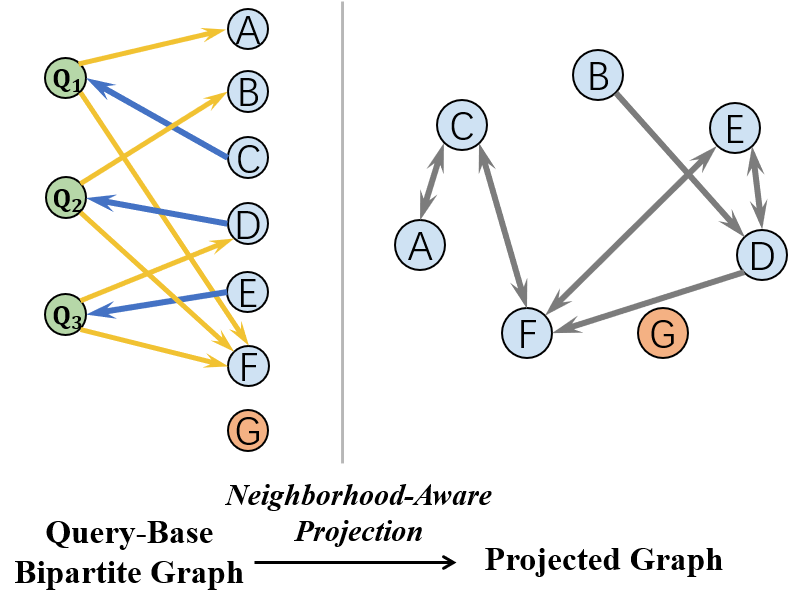 A
Q1
B
C
Q2
D
E
Q3
F
G
B
C
E
A
D
F
G
Neighborhood-Aware
Projection
Query-Base
Bipartite Graph
Projected Graph